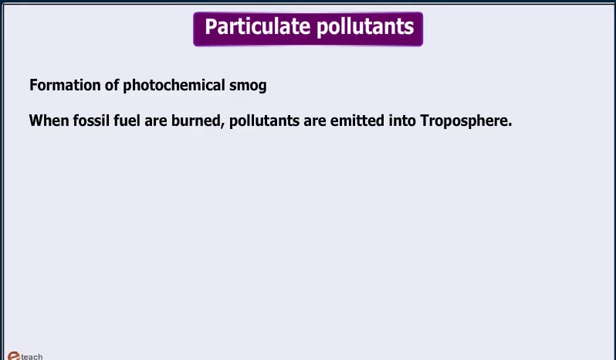 Particulate pollutants
Formation of photochemical smog
When fossil fuel are burned, pollutants are emitted into Troposphere.
e teach